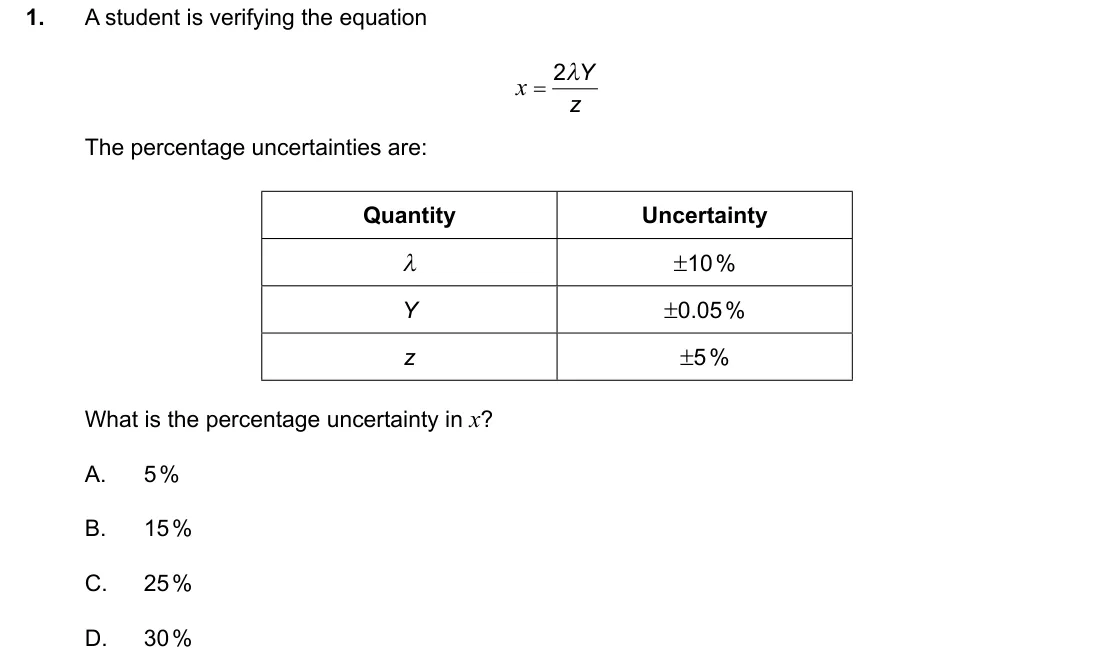 1. A student is verifying the equation
x = 2λY / z
The percentage uncertainties are:
Quantity Uncertainty
λ ±10%
Y ±0.05%
z ±5%
What is the percentage uncertainty in x?
A. 5%
B. 15%
C. 25%
D. 30%